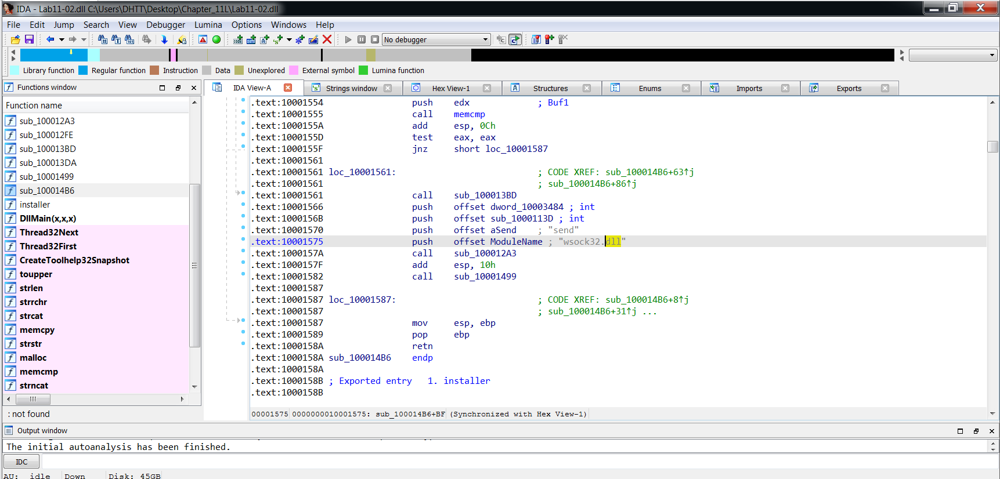 IDA - Lab11-02.dll C:\Users\DHTT\Desktop\Chapter_11L\Lab11-02.dll
File Edit Jump Search View Debugger Lumina Options Windows Help
No debugger
Library function Regular function Instruction Data Unexplored External symbol Lumina function
Functions window
IDA View-A Strings window Hex View-1 Structures Enums Imports Exports
Function name
sub_100012A3
sub_100012FE
sub_100013BD
sub_100013DA
sub_10001499
sub_100014B6
installer
DllMain(x,x,x)
Thread32Next
Thread32First
CreateToolhelp32Snapshot
toupper
strlen
strrchr
strcat
memcpy
strstr
malloc
memcmp
strncat
: not found
.text:10001554 push edx ; Buf1
.text:10001555 call memcmp
.text:1000155A add esp, 0Ch
.text:1000155D test eax, eax
.text:1000155F jnz short loc_10001587
.text:10001561
.text:10001561 loc_10001561: ; CODE XREF: sub_100014B6+63↑j
.text:10001561 ; sub_100014B6+86↑j
.text:10001561 call sub_100013BD
.text:10001566 push offset dword_10003484 ; int
.text:1000156B push offset sub_1000113D ; int
.text:10001570 push offset aSend ; "send"
.text:10001575 push offset ModuleName ; "wsock32.dll"
.text:1000157A call sub_100012A3
.text:1000157F add esp, 10h
.text:10001582 call sub_10001499
.text:10001587
.text:10001587 loc_10001587: ; CODE XREF: sub_100014B6+8↑j
.text:10001587 ; sub_100014B6+31↑j ...
.text:10001587 mov esp, ebp
.text:10001589 pop ebp
.text:1000158A retn
.text:1000158A sub_100014B6 endp
.text:1000158A
.text:1000158B ; Exported entry 1. installer
.text:1000158B
00001575 0000000010001575: sub_100014B6+BF (Synchronized with Hex View-1)
Output window
The initial autoanalysis has been finished.
IDC
AU: idle Down Disk: 45GB